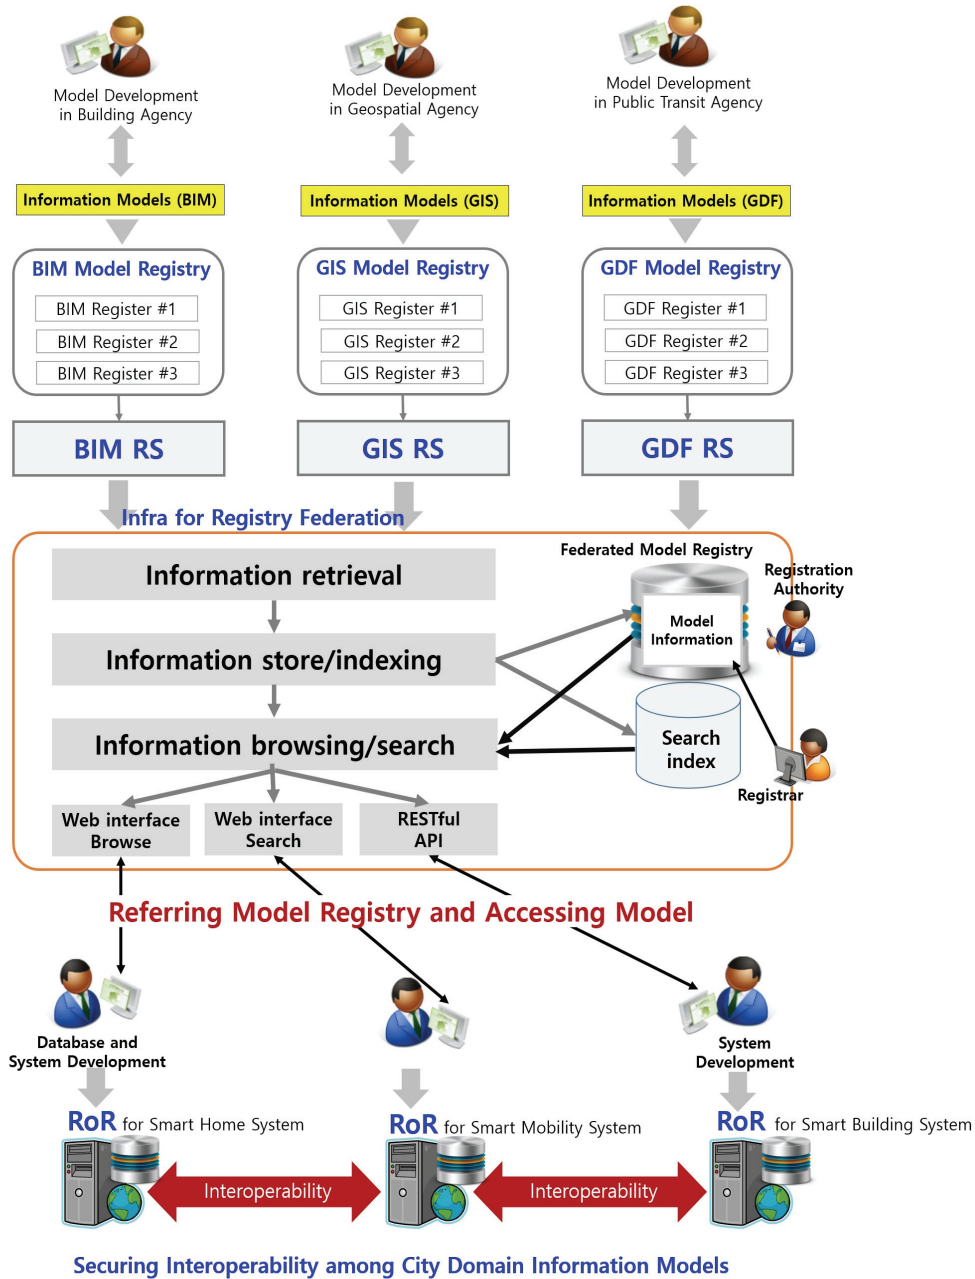 Model Development
in Building Agency
Model Development
in Geospatial Agency
Model Development
in Public Transit Agency
Information Models (BIM)
Information Models (GIS)
Information Models (GDF)
BIM Model Registry
BIM Register #1
BIM Register #2
BIM Register #3
GIS Model Registry
GIS Register #1
GIS Register #2
GIS Register #3
GDF Model Registry
GDF Register #1
GDF Register #2
GDF Register #3
BIM RS
GIS RS
GDF RS
Infra for Registry Federation
Information retrieval
Information store/indexing
Information browsing/search
Web interface
Browse
Web interface
Search
RESTful
API
Federated Model Registry
Model
Information
Registration
Authority
Search
index
Registrar
Referring Model Registry and Accessing Model
Database and
System Development
System
Development
RoR for Smart Home System
RoR for Smart Mobility System
RoR for Smart Building System
Interoperability
Interoperability
Securing Interoperability among City Domain Information Models